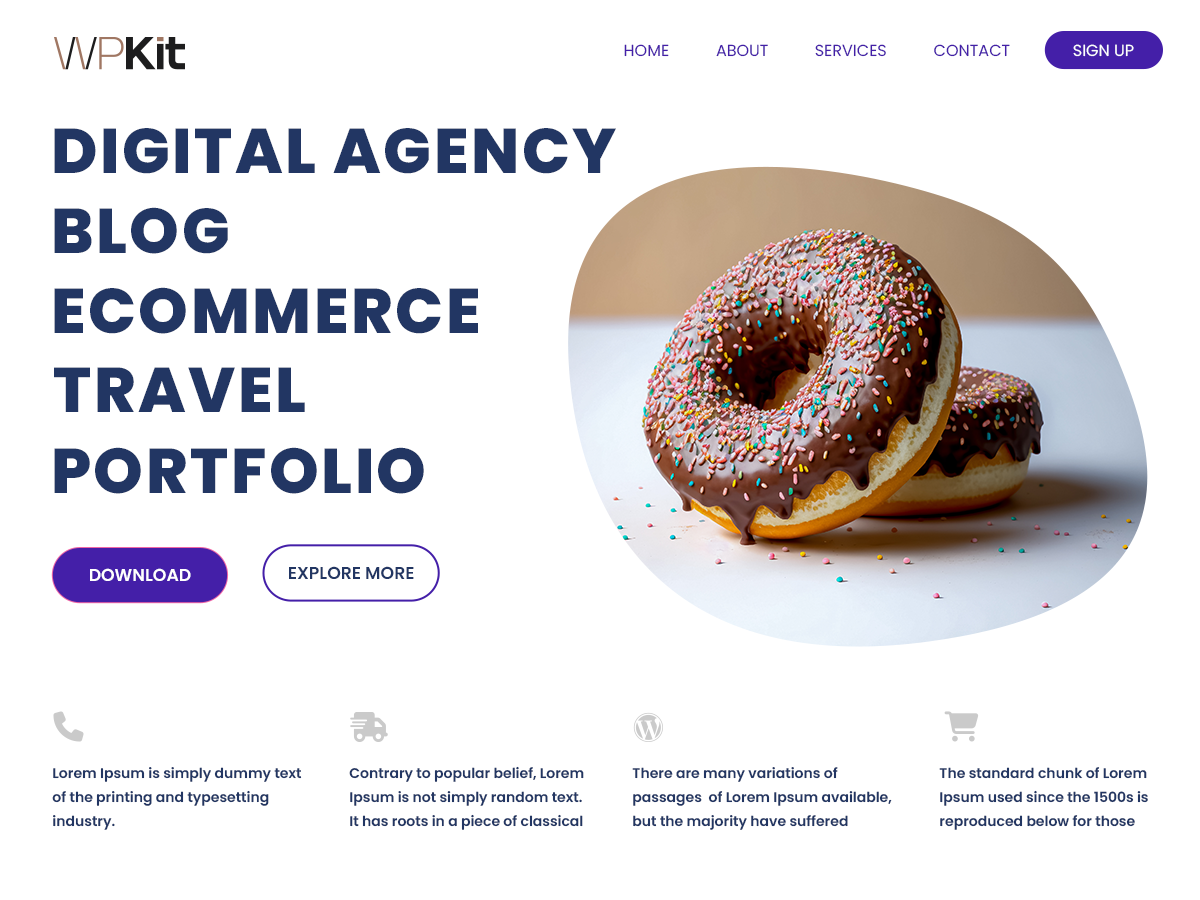 WPKit
HOME ABOUT SERVICES CONTACT SIGN UP
DIGITAL AGENCY
BLOG
ECOMMERCE
TRAVEL
PORTFOLIO
DOWNLOAD EXPLORE MORE
Lorem Ipsum is simply dummy text
of the printing and typesetting
industry.
Contrary to popular belief, Lorem
Ipsum is not simply random text.
It has roots in a piece of classical
There are many variations of
passages  of Lorem Ipsum available,
but the majority have suffered
The standard chunk of Lorem
Ipsum used since the 1500s is
reproduced below for those